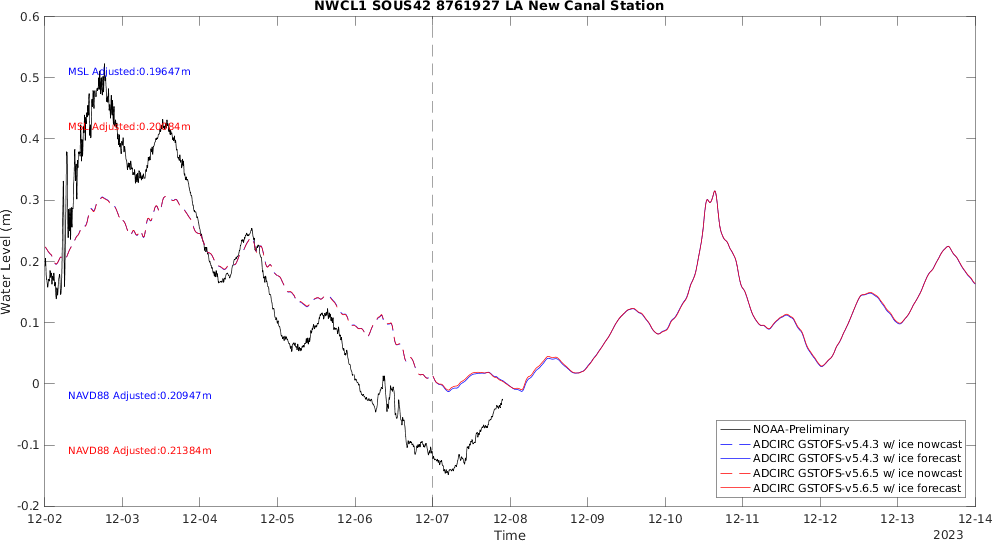 NWCL1 SOUS42 8761927 LA New Canal Station
0.6
0.5
0.4
0.3
0.2
0.1
0
-0.1
-0.2
Water Level (m)
MSL Adjusted:0.19647m
MSL Adjusted:0.20084m
NAVD88 Adjusted:0.20947m
NAVD88 Adjusted:0.21384m
NOAA-Preliminary
ADCIRC GSTOFS-v5.4.3 w/ ice nowcast
ADCIRC GSTOFS-v5.4.3 w/ ice forecast
ADCIRC GSTOFS-v5.6.5 w/ ice nowcast
ADCIRC GSTOFS-v5.6.5 w/ ice forecast
12-02 12-03 12-04 12-05 12-06 12-07 12-08 12-09 12-10 12-11 12-12 12-13 12-14
Time
2023